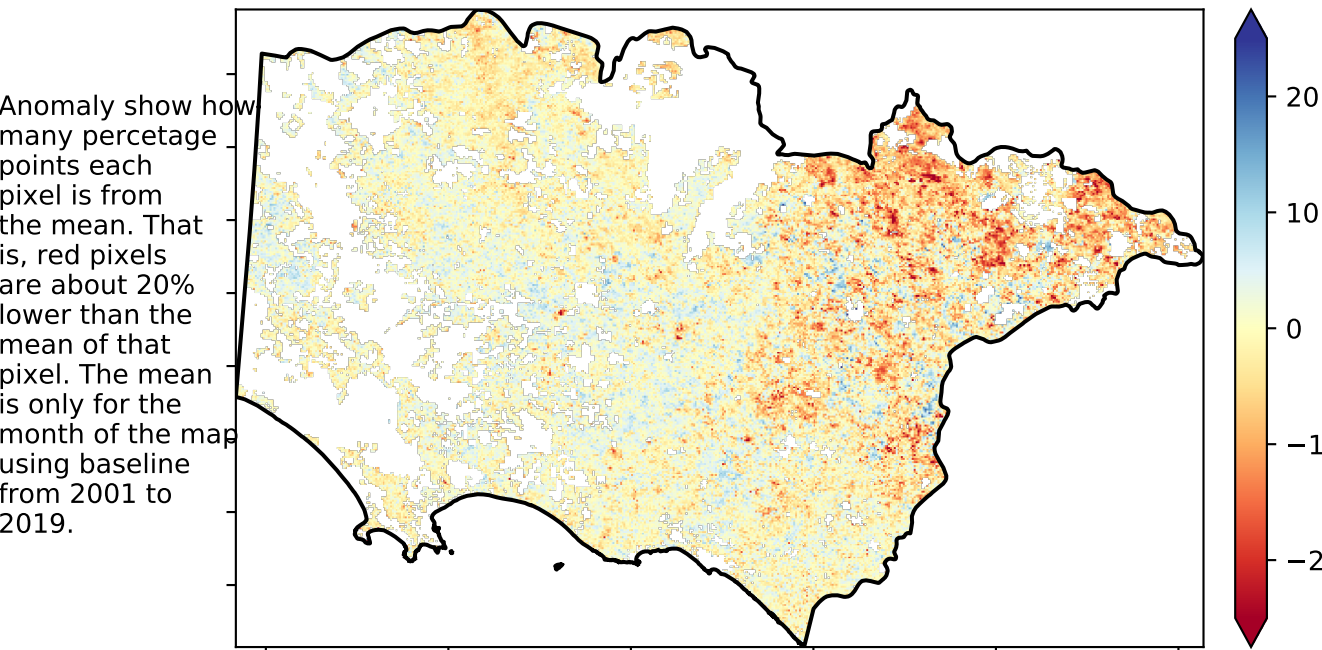 Anomaly show how
many percetage
points each
pixel is from
the mean. That
is, red pixels
are about 20%
lower than the
mean of that
pixel. The mean
is only for the
month of the map
using baseline
from 2001 to
2019.
20
10
0
−1
−2